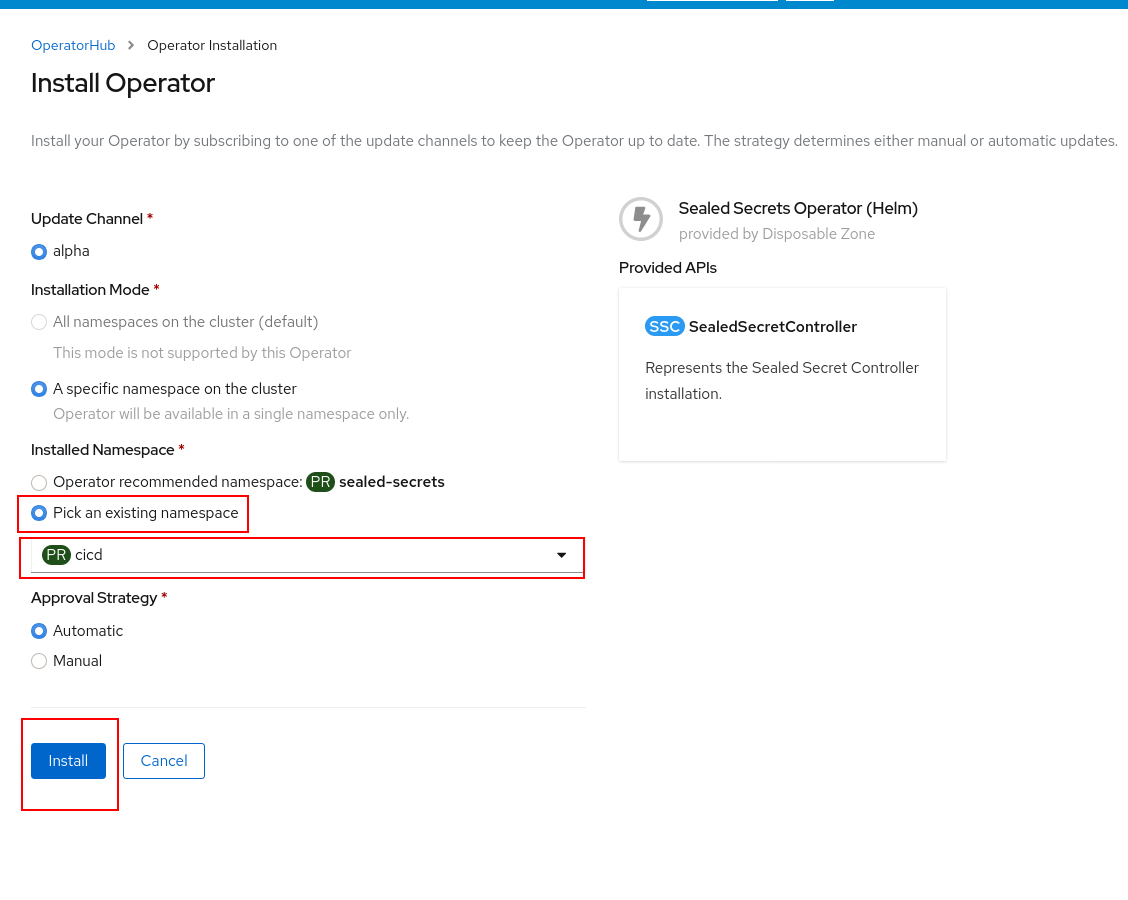 OperatorHub > Operator Installation
Install Operator
Install your Operator by subscribing to one of the update channels to keep the Operator up to date. The strategy determines either manual or automatic updates.
Update Channel *
alpha
Installation Mode *
All namespaces on the cluster (default)
This mode is not supported by this Operator
A specific namespace on the cluster
Operator will be available in a single namespace only.
Installed Namespace *
Operator recommended namespace: PR sealed-secrets
Pick an existing namespace
PR cicd
Approval Strategy *
Automatic
Manual
Install
Cancel
Sealed Secrets Operator (Helm)
provided by Disposable Zone
Provided APIs
SSC SealedSecretController
Represents the Sealed Secret Controller
installation.